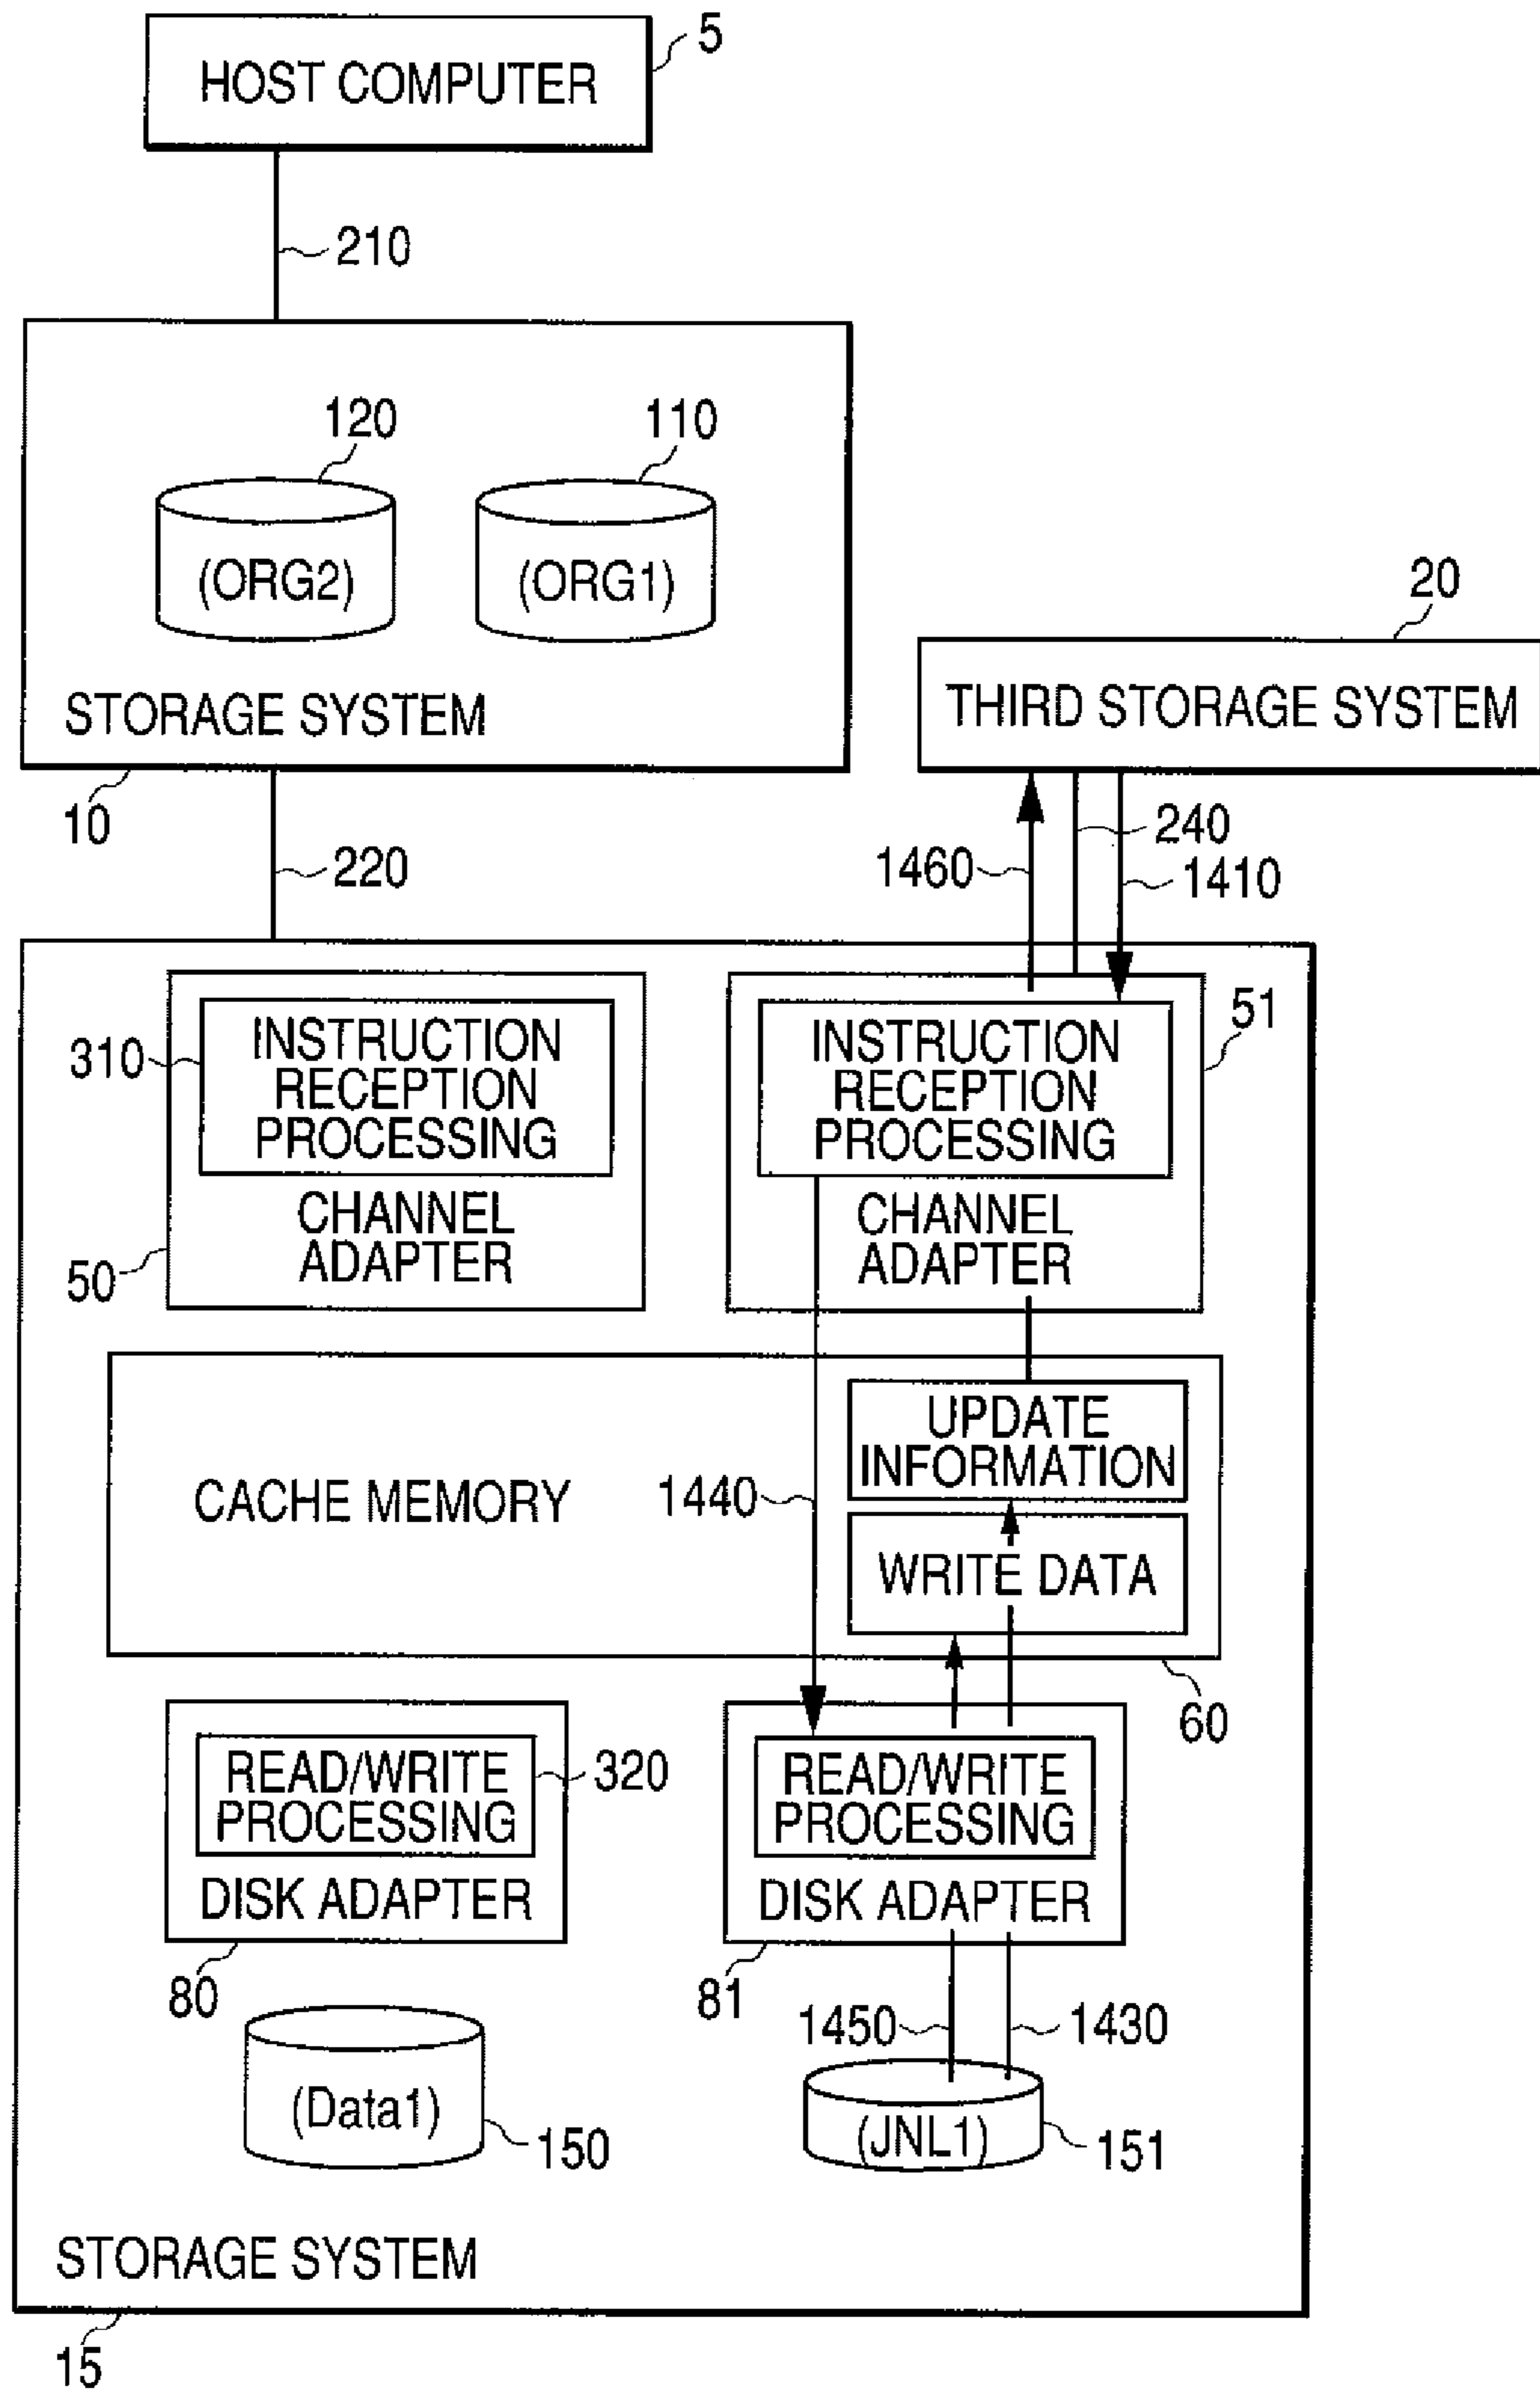 5
HOST COMPUTER
210
120
110
(ORG2)
(ORG1)
20
THIRD STORAGE SYSTEM
STORAGE SYSTEM
10
240
220
1460
1410
51
310
INSTRUCTION
RECEPTION
PROCESSING
INSTRUCTION
RECEPTION
PROCESSING
CHANNEL
ADAPTER
CHANNEL
ADAPTER
50
UPDATE
INFORMATION
CACHE MEMORY
1440
WRITE DATA
60
READ/WRITE
PROCESSING
320
READ/WRITE
PROCESSING
DISK ADAPTER
DISK ADAPTER
80
81
1450
1430
(Data1)
(JNL1)
150
151
STORAGE SYSTEM
15